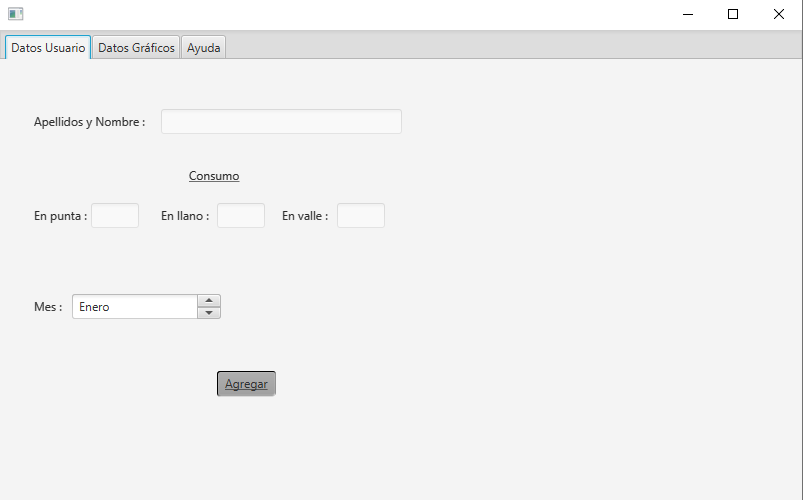 Datos Usuario Datos Gráficos Ayuda
Apellidos y Nombre :
Consumo
En punta : En llano : En valle :
Mes : Enero
Agregar